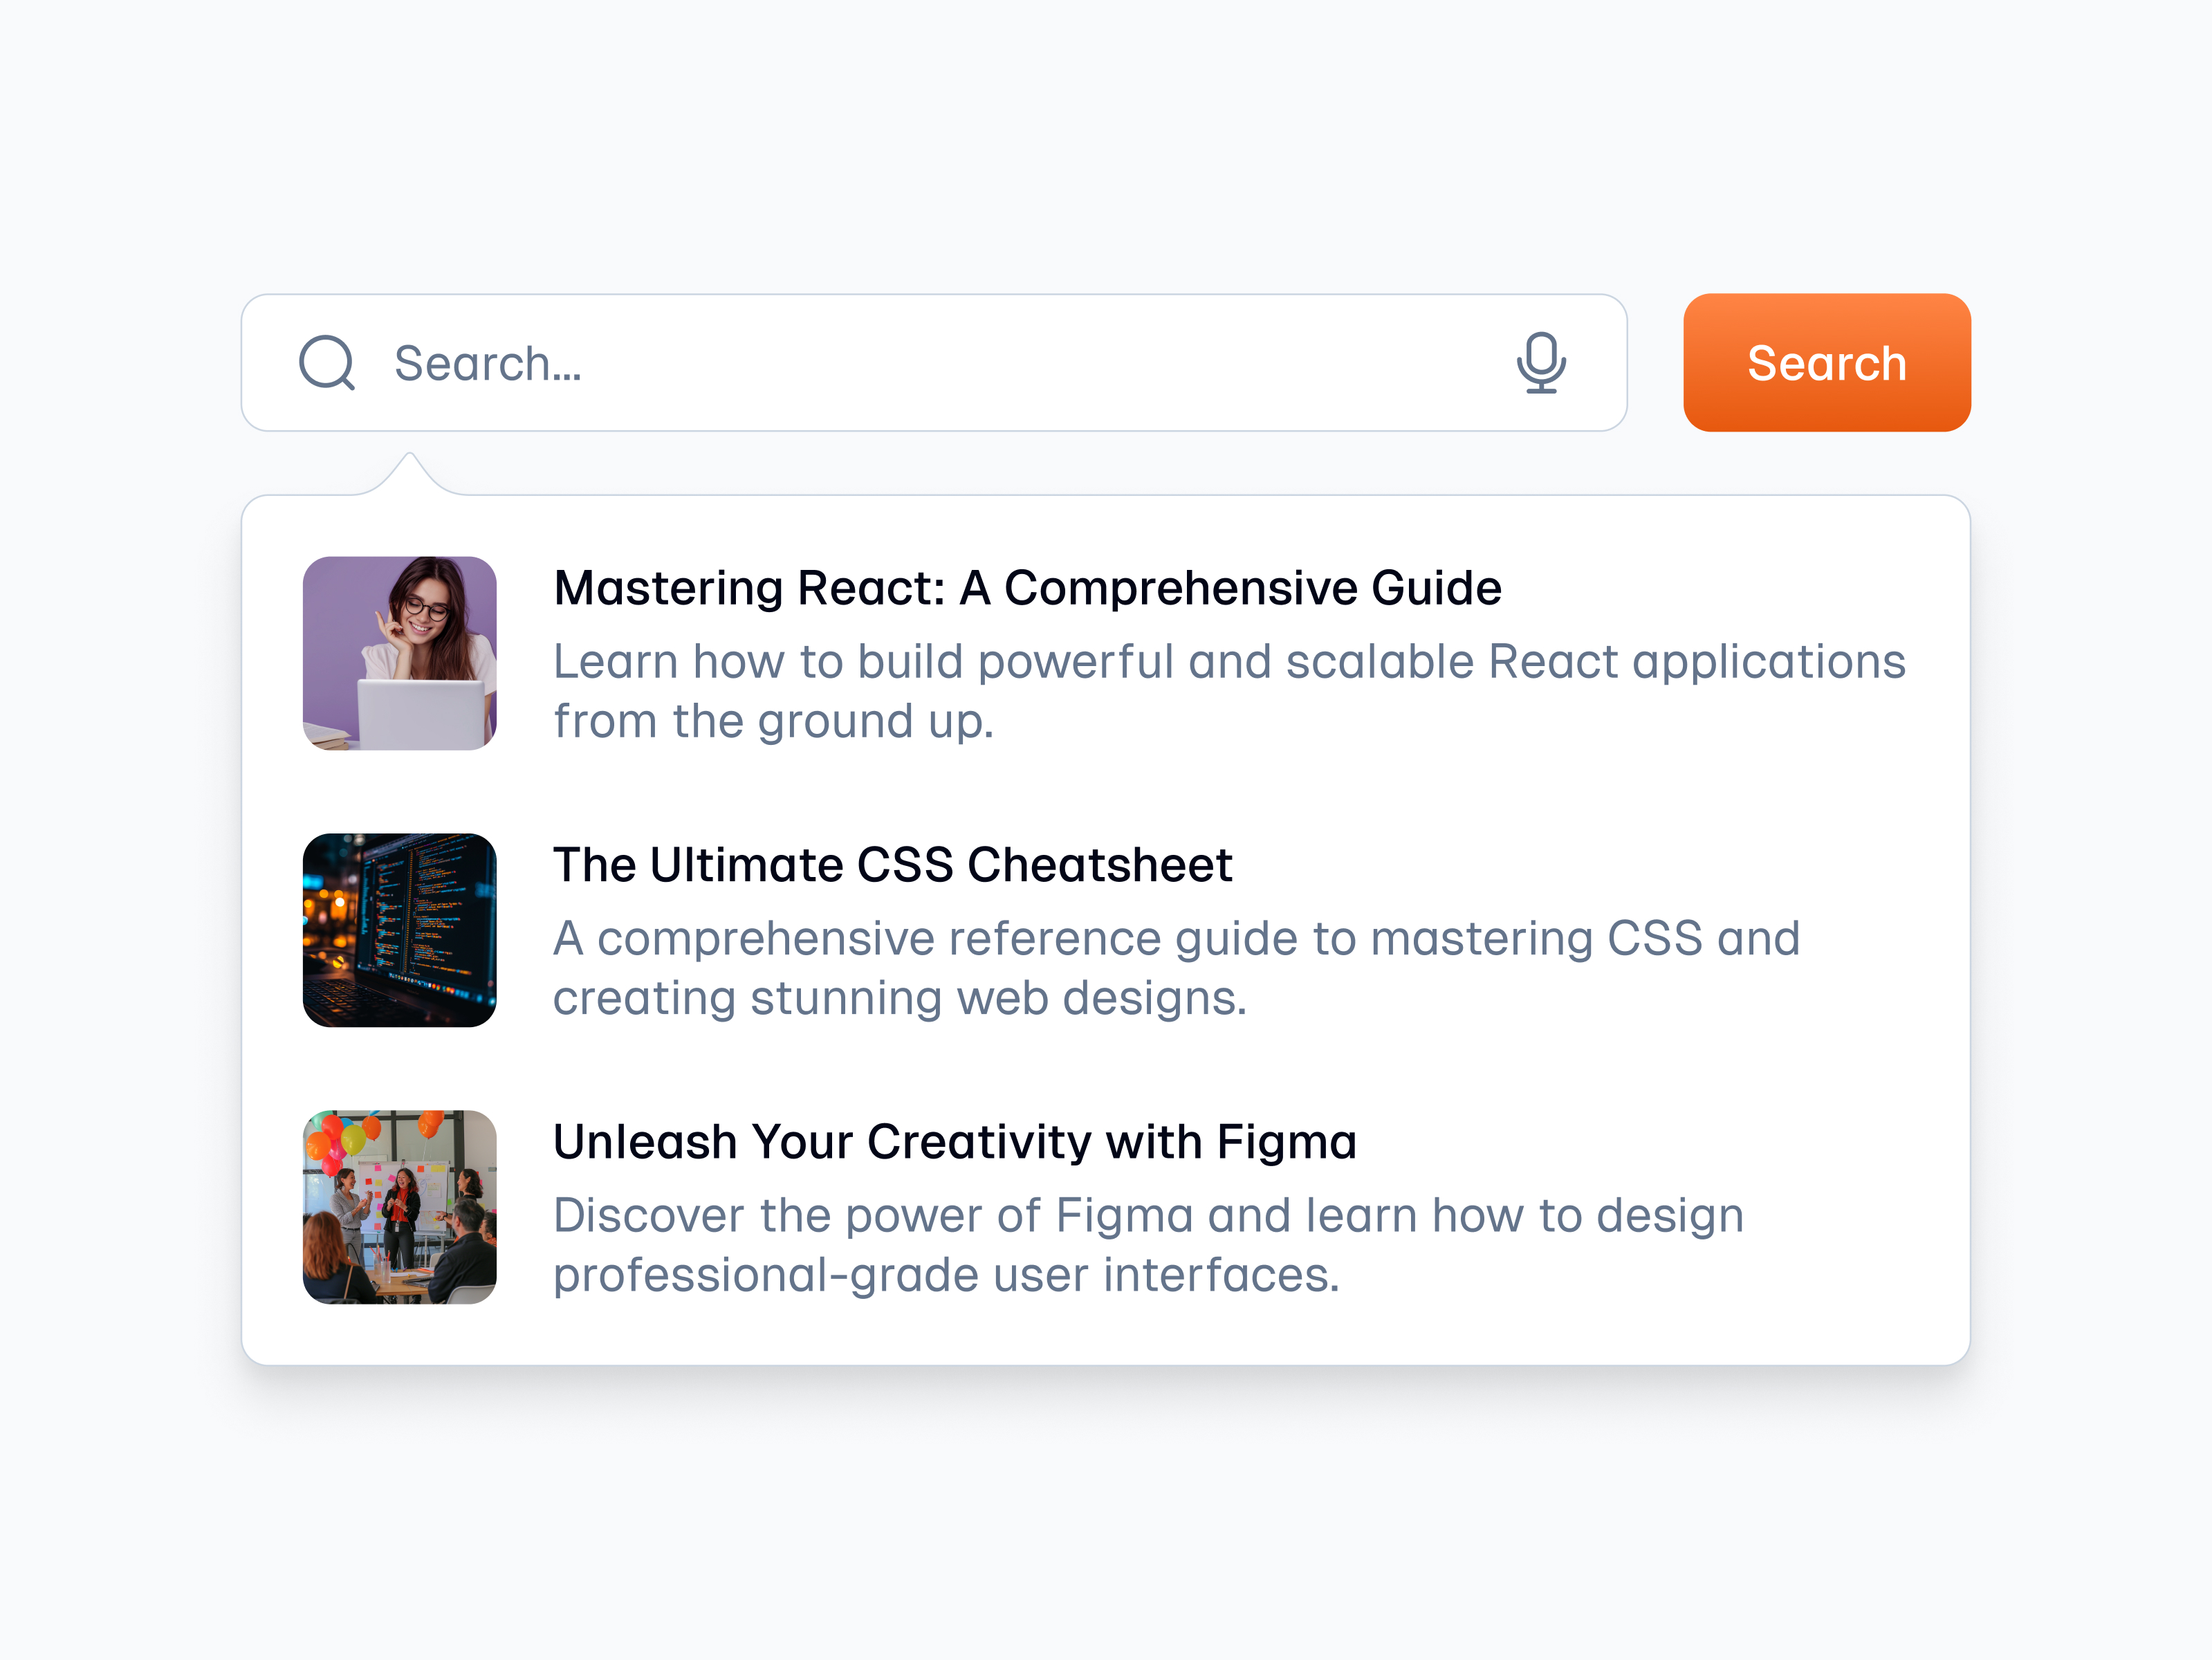 Search...
Search
Mastering React: A Comprehensive Guide
Learn how to build powerful and scalable React applications
from the ground up.
The Ultimate CSS Cheatsheet
A comprehensive reference guide to mastering CSS and
creating stunning web designs.
Unleash Your Creativity with Figma
Discover the power of Figma and learn how to design
professional-grade user interfaces.